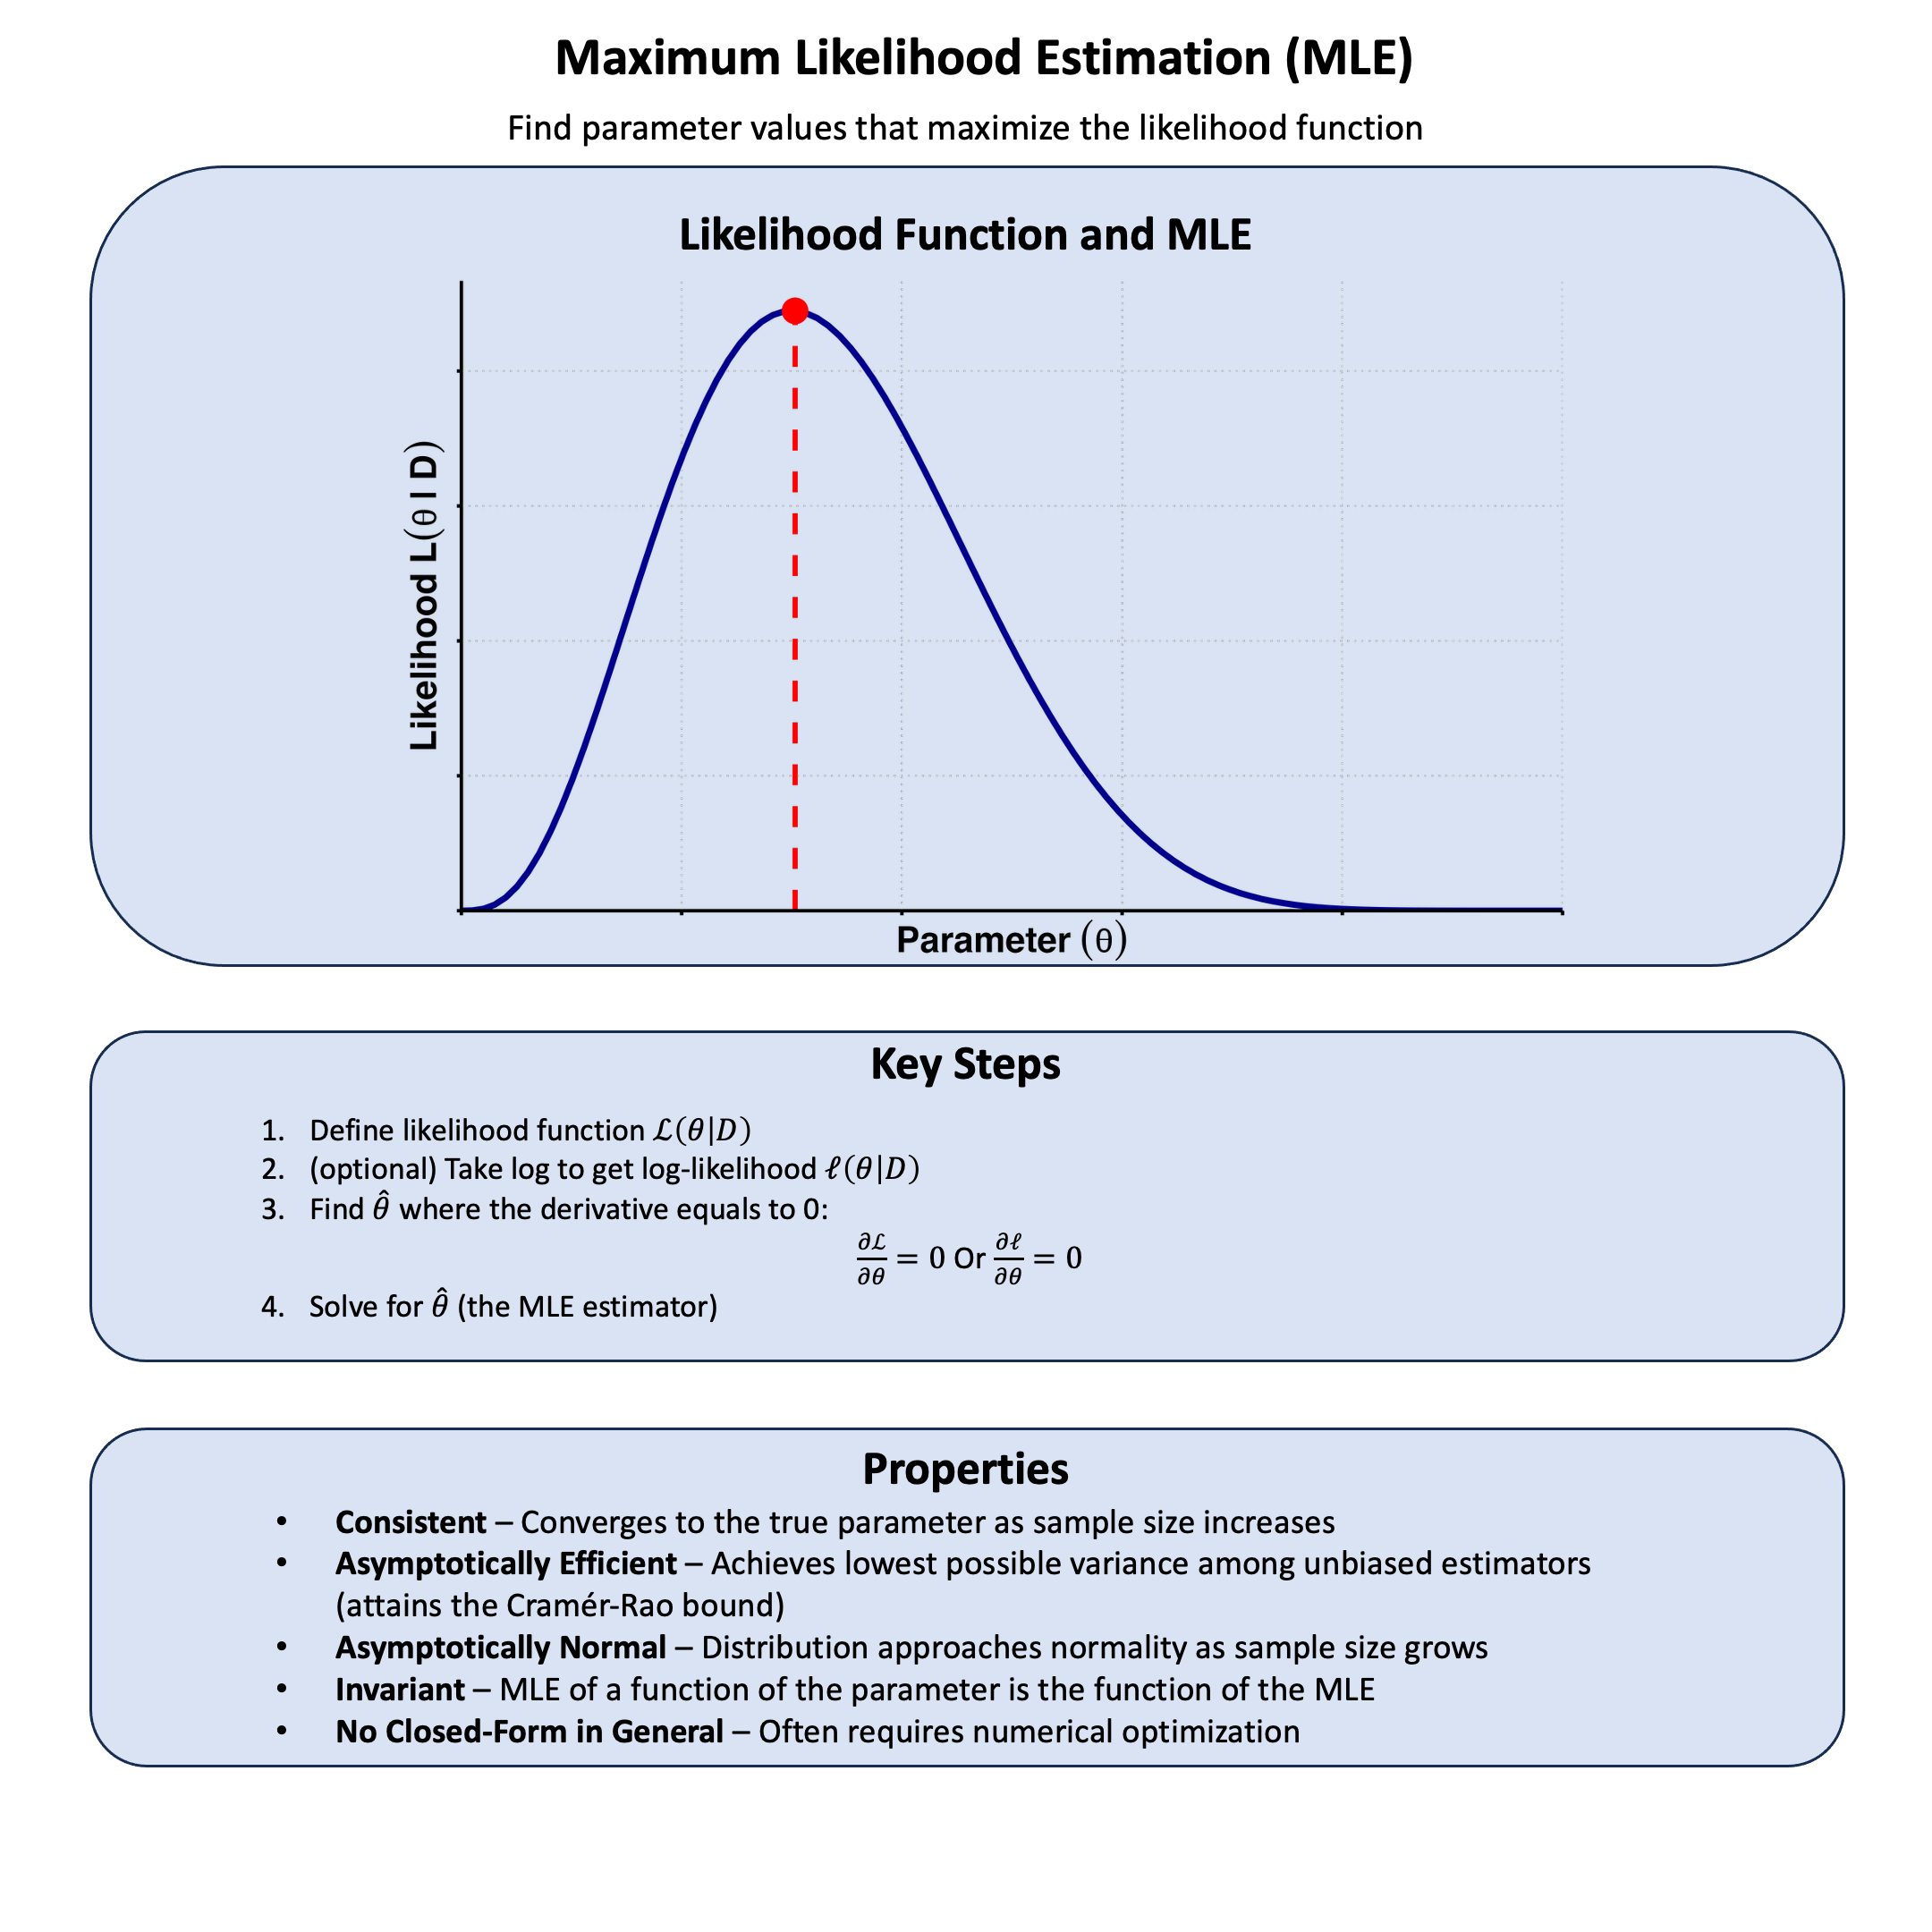 Maximum Likelihood Estimation (MLE)
Find parameter values that maximize the likelihood function
Likelihood Function and MLE
Likelihood L(θ | D)
Parameter (θ)
Key Steps
1. Define likelihood function ℒ(θ|D)
2. (optional) Take log to get log-likelihood ℓ(θ|D)
3. Find θ̂ where the derivative equals to 0:
∂ℒ/∂θ = 0 Or ∂ℓ/∂θ = 0
4. Solve for θ̂ (the MLE estimator)
Properties
• Consistent – Converges to the true parameter as sample size increases
• Asymptotically Efficient – Achieves lowest possible variance among unbiased estimators
(attains the Cramér-Rao bound)
• Asymptotically Normal – Distribution approaches normality as sample size grows
• Invariant – MLE of a function of the parameter is the function of the MLE
• No Closed-Form in General – Often requires numerical optimization